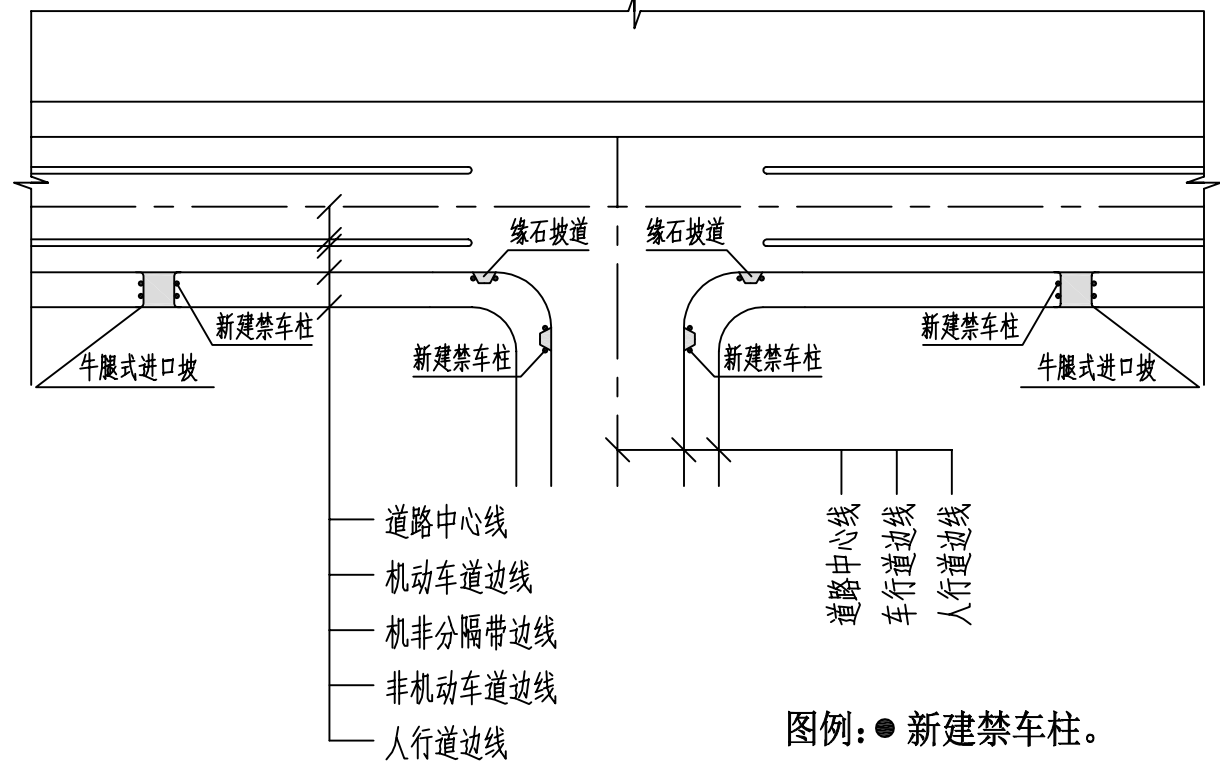 缘石坡道
缘石坡道
新建禁车柱
新建禁车柱
牛腿式进口坡
新建禁车柱
新建禁车柱
牛腿式进口坡
道路中心线
机动车道边线
机非分隔带边线
非机动车道边线
人行道边线
道路中心线
车行道边线
人行道边线
图例:● 新建禁车柱。